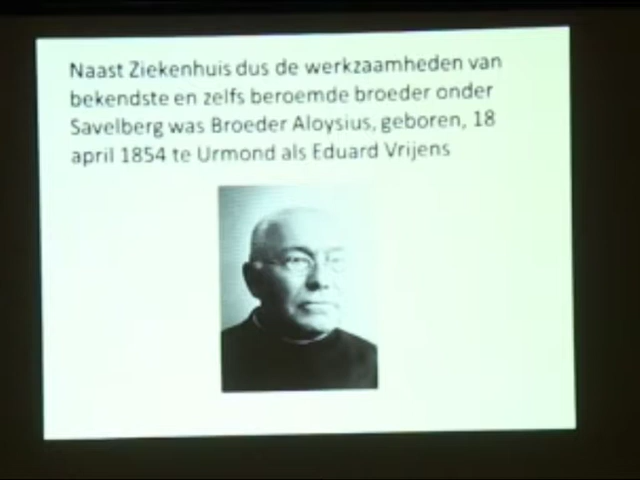 Naast Ziekenhuis dus de werkzaamheden van
bekendste en zelfs beroemde broeder onder
Savelberg was Broeder Aloysius, geboren, 18
april 1854 te Urmond als Eduard Vrijens